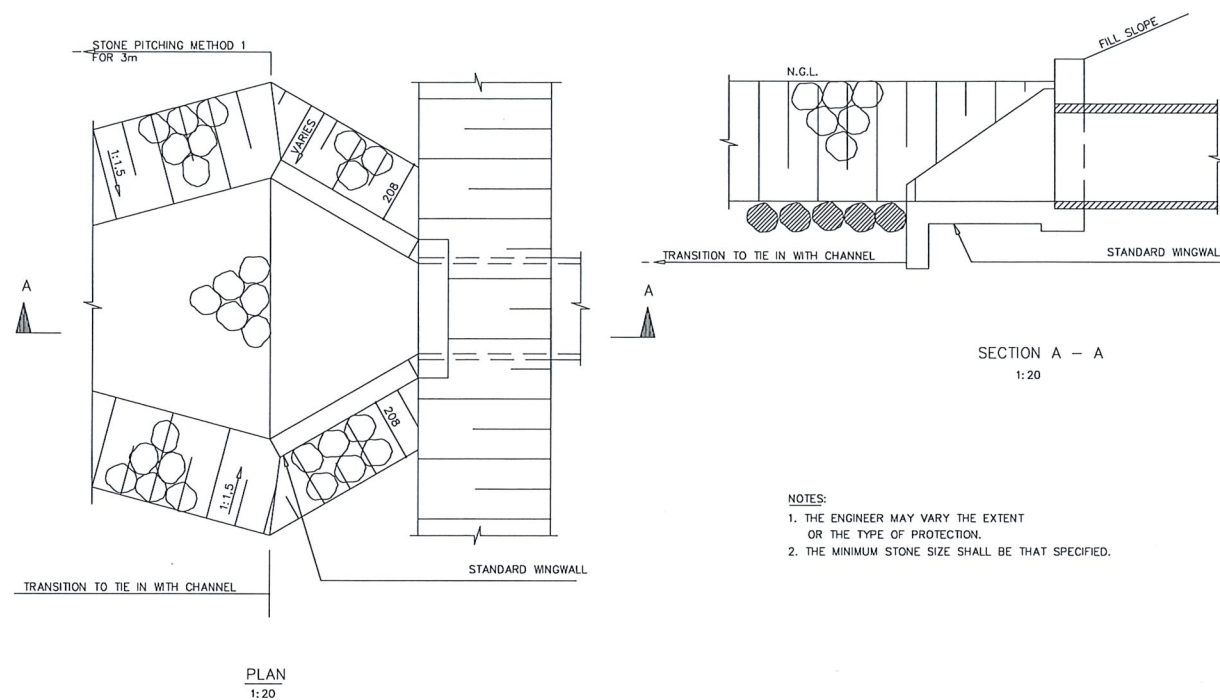 STONE PITCHING METHOD 1
FOR 3m
1:1.5
VARIES
208
A
A
208
1:1.5
STANDARD WINGWALL
TRANSITION TO TIE IN WITH CHANNEL
PLAN
1:20
FILL SLOPE
N.G.L.
TRANSITION TO TIE IN WITH CHANNEL
STANDARD WINGWAL
SECTION A – A
1:20
NOTES:
1. THE ENGINEER MAY VARY THE EXTENT
OR THE TYPE OF PROTECTION.
2. THE MINIMUM STONE SIZE SHALL BE THAT SPECIFIED.